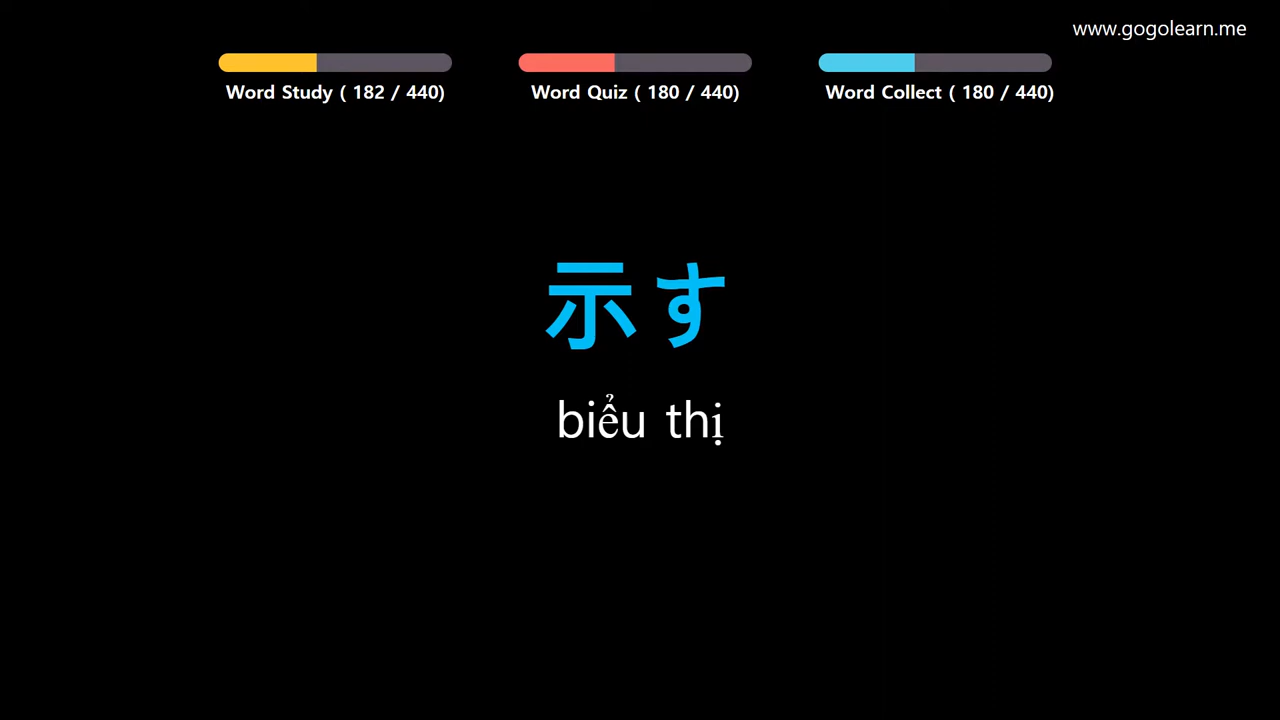 www.gogolearn.me
Word Study ( 182 / 440)
Word Quiz ( 180 / 440)
Word Collect ( 180 / 440)
示す
biểu thị